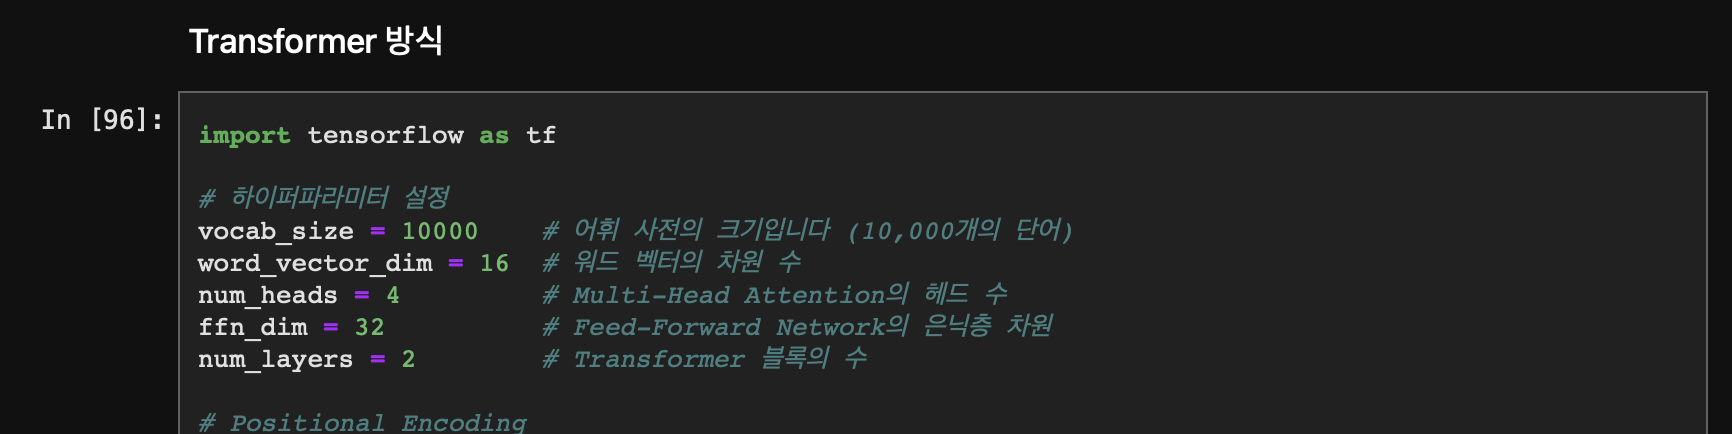 Transformer 방식
In [96]:
import tensorflow as tf
# 하이퍼파라미터 설정
vocab_size = 10000    # 어휘 사전의 크기입니다 (10,000개의 단어)
word_vector_dim = 16  # 워드 벡터의 차원 수
num_heads = 4         # Multi-Head Attention의 헤드 수
ffn_dim = 32          # Feed-Forward Network의 은닉층 차원
num_layers = 2        # Transformer 블록의 수
# Positional Encoding